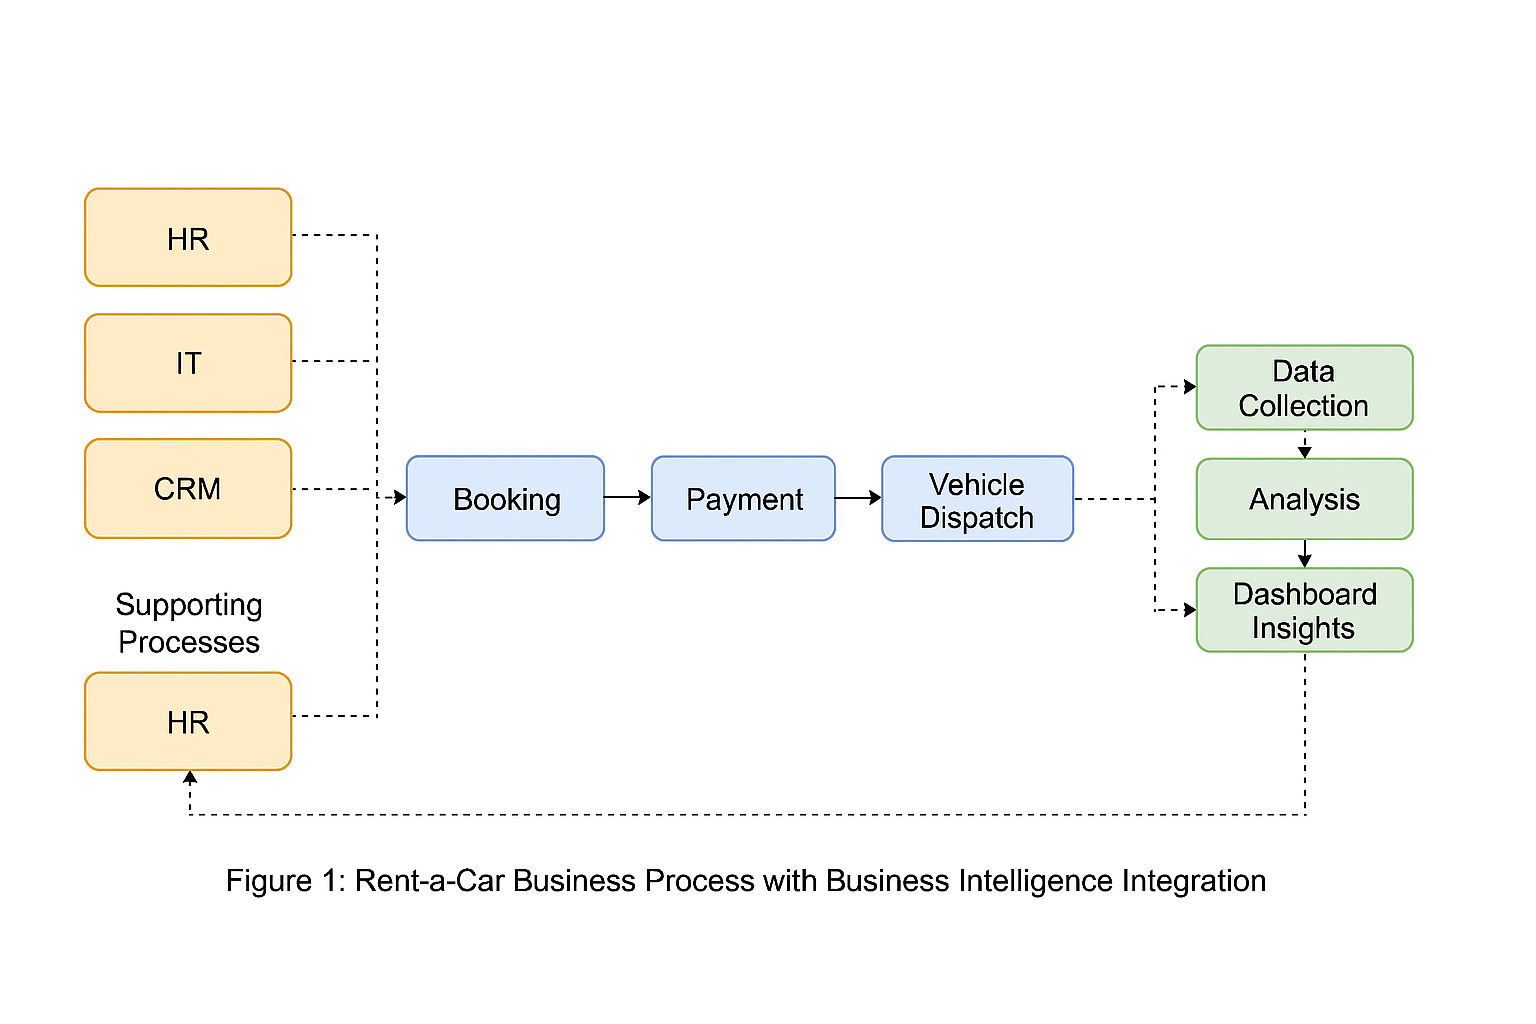 HR
IT
CRM
Supporting
Processes
HR
Booking
Payment
Vehicle
Dispatch
Data
Collection
Analysis
Dashboard
Insights
Figure 1: Rent-a-Car Business Process with Business Intelligence Integration